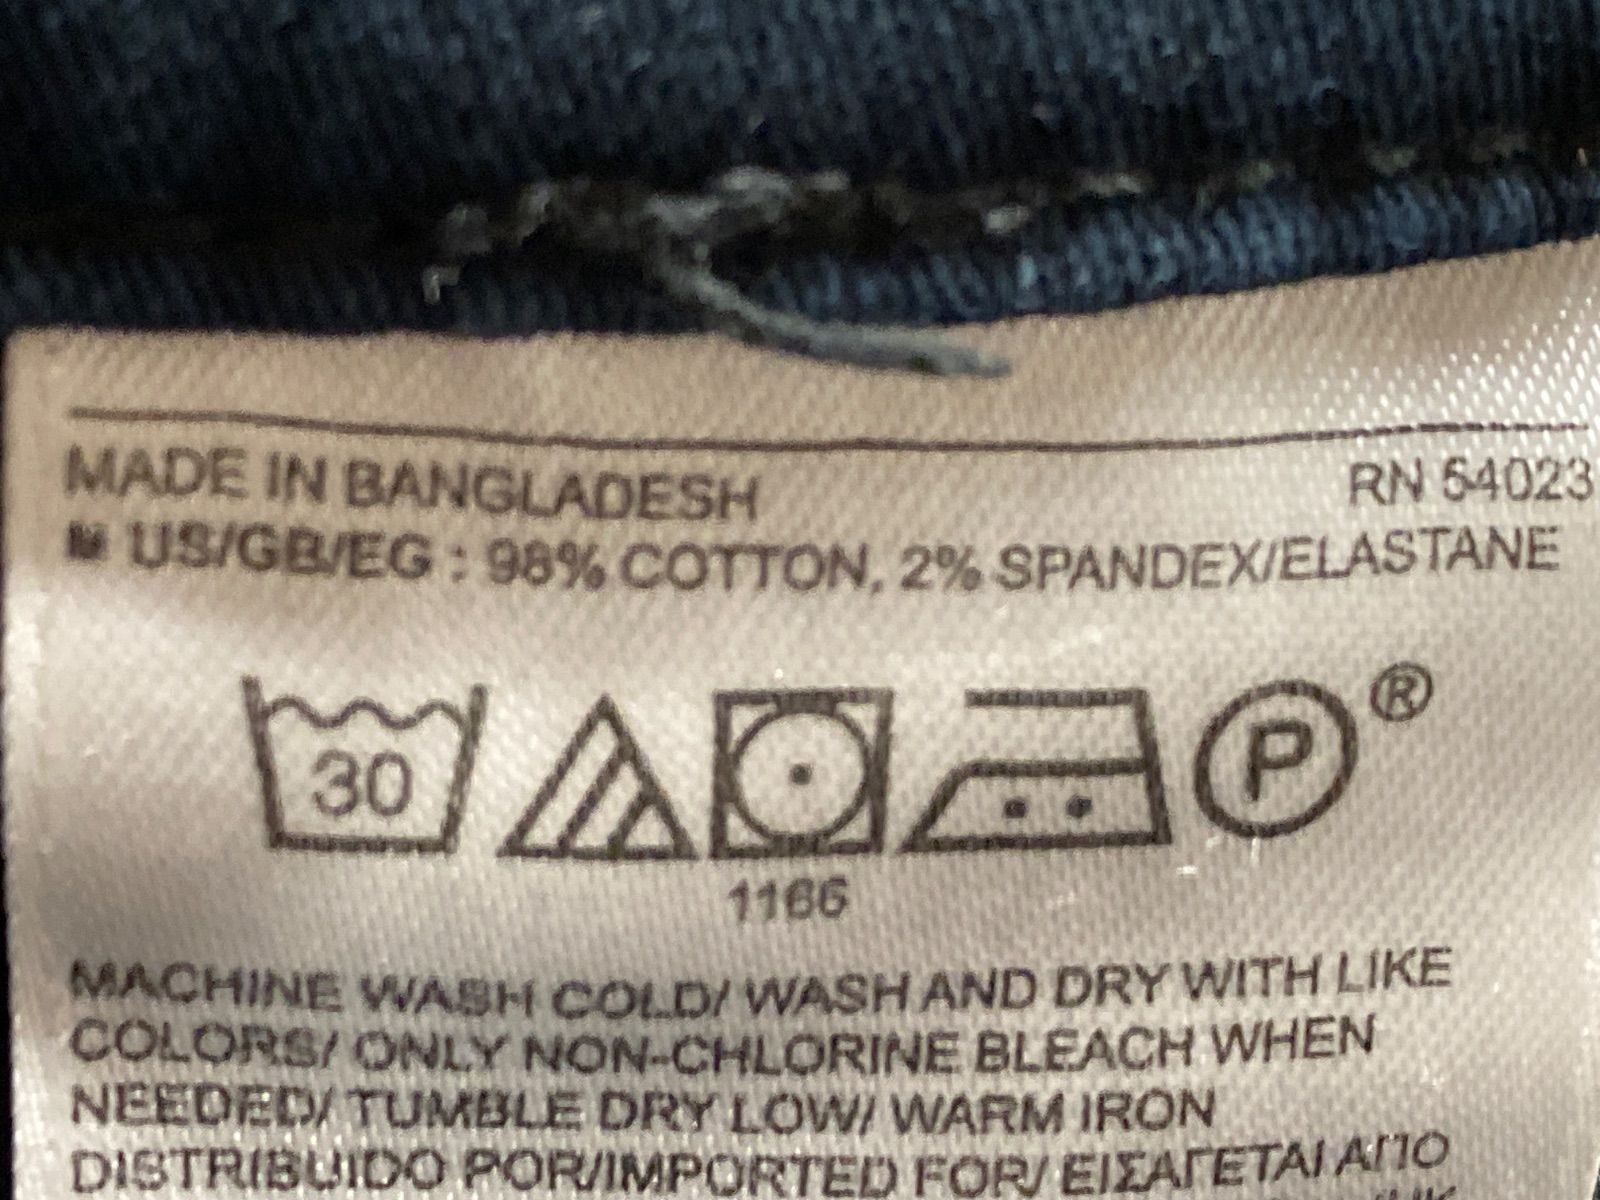 MADE IN BANGLADESH RN 54023
US/GB/EG : 98% COTTON, 2% SPANDEX/ELASTANE
30 P ®
1166
MACHINE WASH COLD/ WASH AND DRY WITH LIKE
COLORS/ ONLY NON-CHLORINE BLEACH WHEN
NEEDED/ TUMBLE DRY LOW/ WARM IRON
DISTRIBUIDO POR/IMPORTED FOR/ ΕΙΣΑΓΕΤΑΙ ΑΠΟ